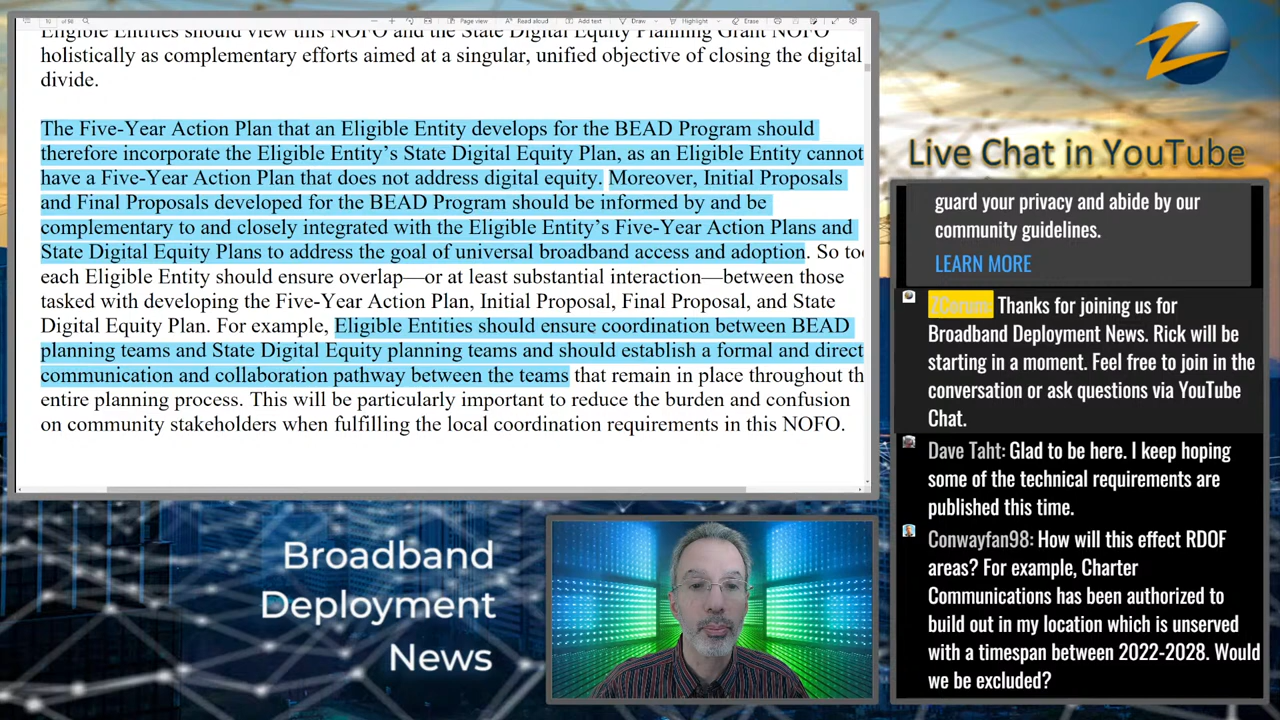 Page view
Read aloud
Add text
Draw
Highlight
Erase
Eligible Entities should view this NOFO and the State Digital Equity Planning Grant NOFO
holistically as complementary efforts aimed at a singular, unified objective of closing the digital
divide.
The Five-Year Action Plan that an Eligible Entity develops for the BEAD Program should
therefore incorporate the Eligible Entity's State Digital Equity Plan, as an Eligible Entity cannot
have a Five-Year Action Plan that does not address digital equity. Moreover, Initial Proposals
and Final Proposals developed for the BEAD Program should be informed by and be
complementary to and closely integrated with the Eligible Entity's Five-Year Action Plans and
State Digital Equity Plans to address the goal of universal broadband access and adoption. So too
each Eligible Entity should ensure overlap—or at least substantial interaction—between those
tasked with developing the Five-Year Action Plan, Initial Proposal, Final Proposal, and State
Digital Equity Plan. For example, Eligible Entities should ensure coordination between BEAD
planning teams and State Digital Equity planning teams and should establish a formal and direct
communication and collaboration pathway between the teams that remain in place throughout th
entire planning process. This will be particularly important to reduce the burden and confusion
on community stakeholders when fulfilling the local coordination requirements in this NOFO.
Broadband
Deployment
News
Live Chat in YouTube
guard your privacy and abide by our
community guidelines.
LEARN MORE
ZCorum: Thanks for joining us for
Broadband Deployment News. Rick will be
starting in a moment. Feel free to join in the
conversation or ask questions via YouTube
Chat.
Dave Taht: Glad to be here. I keep hoping
some of the technical requirements are
published this time.
Conwayfan98: How will this effect RDOF
areas? For example, Charter
Communications has been authorized to
build out in my location which is unserved
with a timespan between 2022-2028. Would
we be excluded?